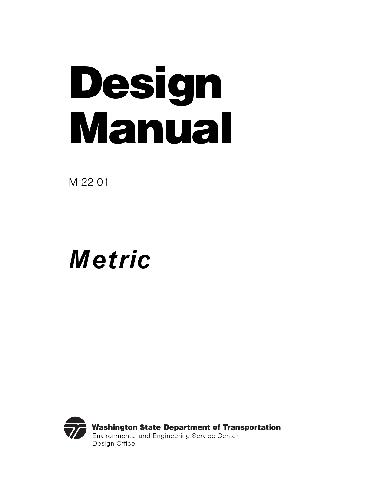 Design
Manual
M 22-01
Metric
Washington State Department of Transportation
Environmental and Engineering Service Center
Design Office